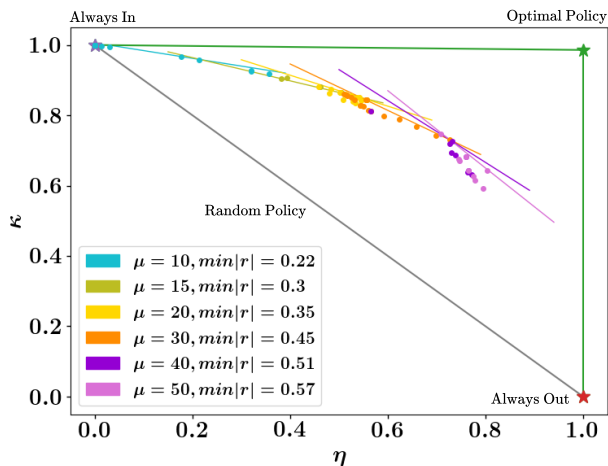 Always In
Optimal Policy
1.0
0.8
0.6
0.4
0.2
0.0
κ
Random Policy
μ = 10, min|r| = 0.22
μ = 15, min|r| = 0.3
μ = 20, min|r| = 0.35
μ = 30, min|r| = 0.45
μ = 40, min|r| = 0.51
μ = 50, min|r| = 0.57
Always Out
0.0 0.2 0.4 0.6 0.8 1.0
η